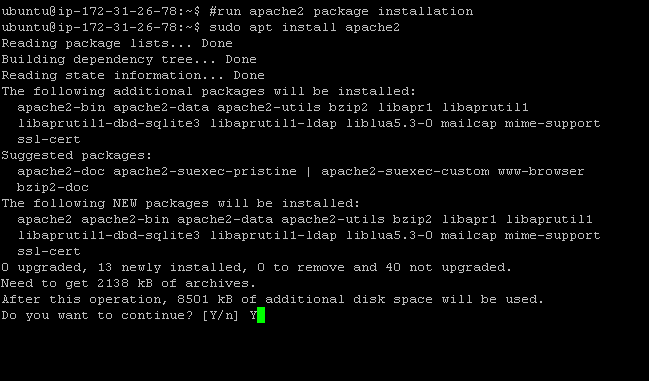 ubuntu@ip-172-31-26-78:~$ #run apache2 package installation
ubuntu@ip-172-31-26-78:~$ sudo apt install apache2
Reading package lists... Done
Building dependency tree... Done
Reading state information... Done
The following additional packages will be installed:
  apache2-bin apache2-data apache2-utils bzip2 libapr1 libaprutil1
  libaprutil1-dbd-sqlite3 libaprutil1-ldap liblua5.3-0 mailcap mime-support
  ssl-cert
Suggested packages:
  apache2-doc apache2-suexec-pristine | apache2-suexec-custom www-browser
  bzip2-doc
The following NEW packages will be installed:
  apache2 apache2-bin apache2-data apache2-utils bzip2 libapr1 libaprutil1
  libaprutil1-dbd-sqlite3 libaprutil1-ldap liblua5.3-0 mailcap mime-support
  ssl-cert
0 upgraded, 13 newly installed, 0 to remove and 40 not upgraded.
Need to get 2138 kB of archives.
After this operation, 8501 kB of additional disk space will be used.
Do you want to continue? [Y/n] Y